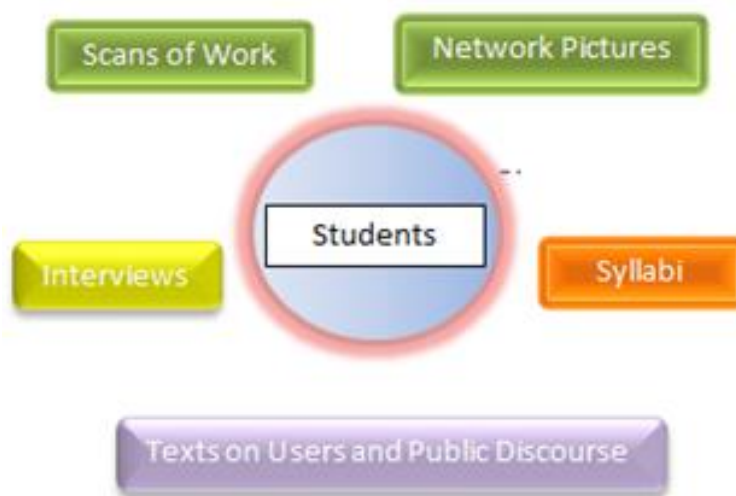 Scans of Work
Network Pictures
Students
Interviews
Syllabi
Texts on Users and Public Discourse